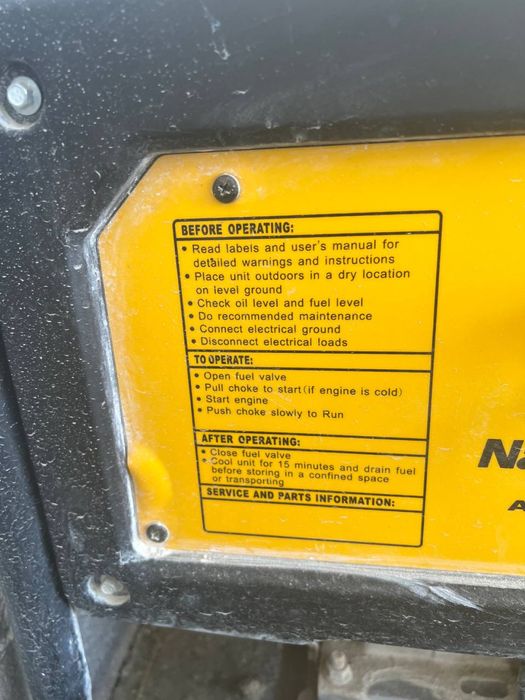 BEFORE OPERATING:
• Read labels and user's manual for
detailed warnings and instructions
• Place unit outdoors in a dry location
on level ground
• Check oil level and fuel level
• Do recommended maintenance
• Connect electrical ground
• Disconnect electrical loads
TO OPERATE:
• Open fuel valve
• Pull choke to start(if engine is cold)
• Start engine
• Push choke slowly to Run
AFTER OPERATING:
• Close fuel valve
• Cool unit for 15 minutes and drain fuel
before storing in a confined space
or transporting
SERVICE AND PARTS INFORMATION: